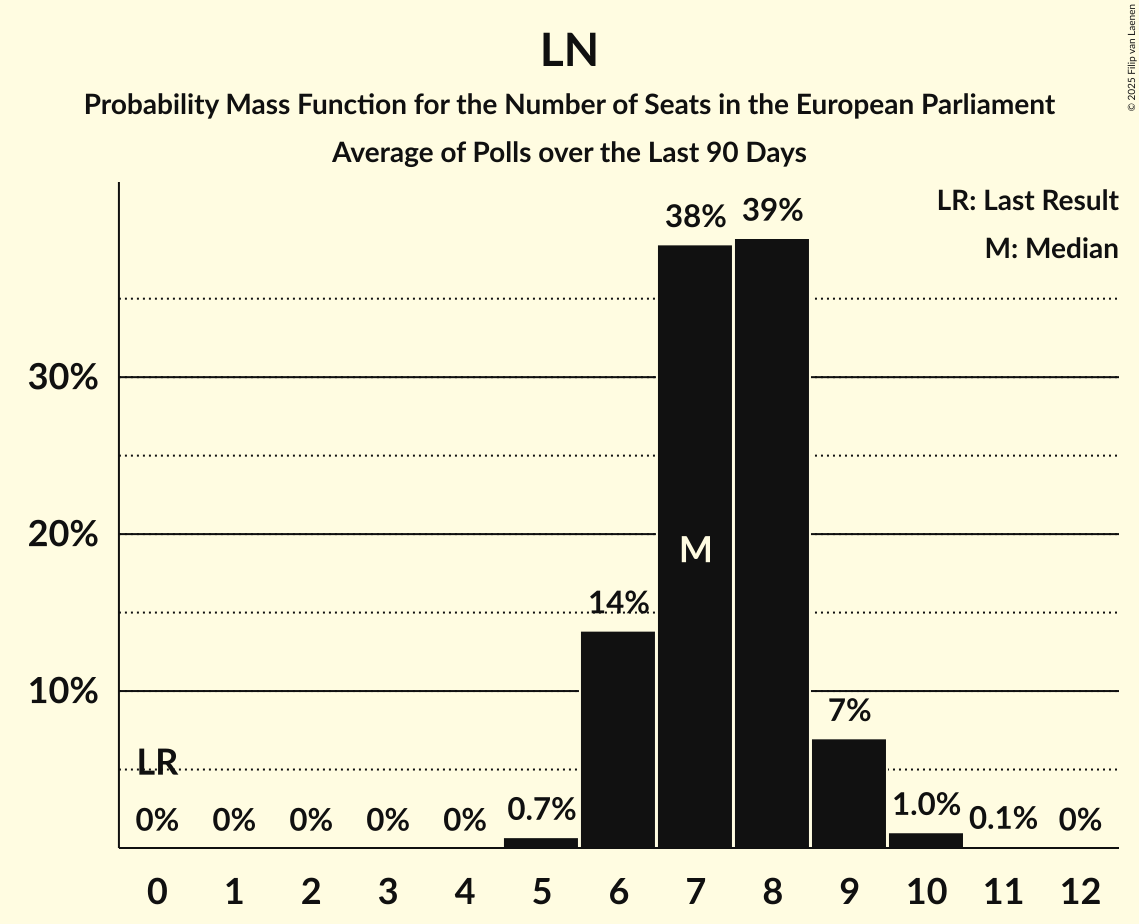 LN
Probability Mass Function for the Number of Seats in the European Parliament
Average of Polls over the Last 90 Days
© 2025 Filip van Laenen
LR: Last Result
M: Median
38% 39%
30%
20%
M
14%
10%
7%
LR
0% 0% 0% 0% 0% 0.7% 1.0% 0.1% 0%
0 1 2 3 4 5 6 7 8 9 10 11 12